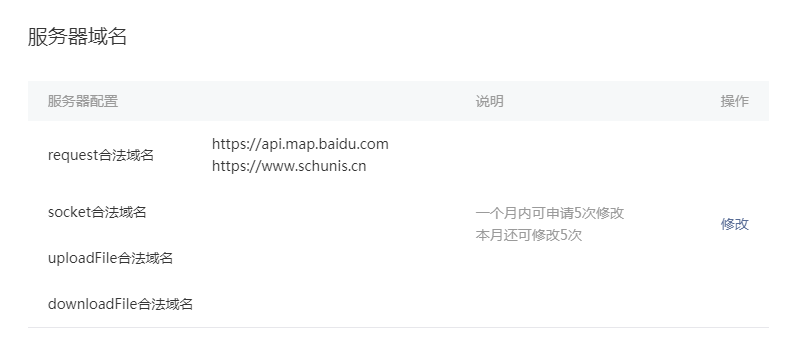 服务器域名
服务器配置 说明 操作
request合法域名 https://api.map.baidu.com
https://www.schunis.cn
socket合法域名 一个月内可申请5次修改
本月还可修改5次 修改
uploadFile合法域名
downloadFile合法域名